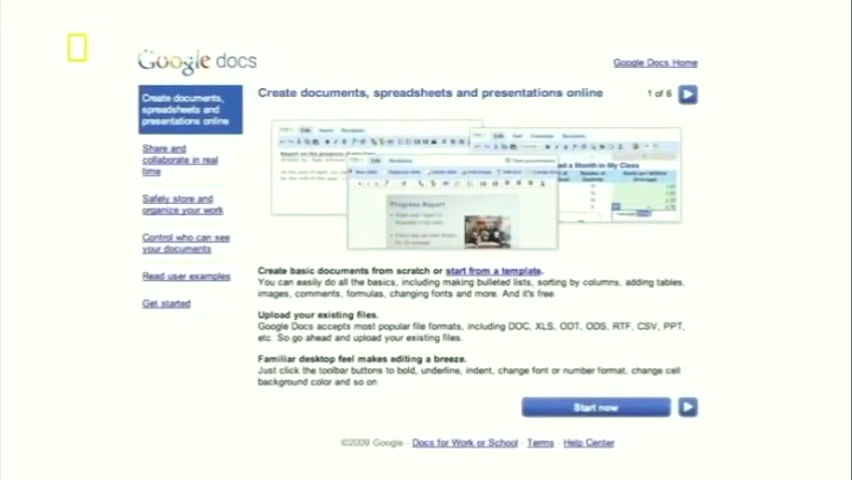 Google docs
Google Docs Home
Create documents,
spreadsheets and
presentations online
Share and
collaborate in real
time
Safely store and
organize your work
Control who can see
your documents
Read user examples
Get started
Create documents, spreadsheets and presentations online
1 of 6
Progress Report
Create basic documents from scratch or start from a template.
You can easily do all the basics, including making bulleted lists, sorting by columns, adding tables,
images, comments, formulas, changing fonts and more. And it's free.
Upload your existing files.
Google Docs accepts most popular file formats, including DOC, XLS, ODT, ODS, RTF, CSV, PPT,
etc. So go ahead and upload your existing files.
Familiar desktop feel makes editing a breeze.
Just click the toolbar buttons to bold, underline, indent, change font or number format, change cell
background color and so on
Start now
©2009 Google - Docs for Work or School - Terms - Help Center